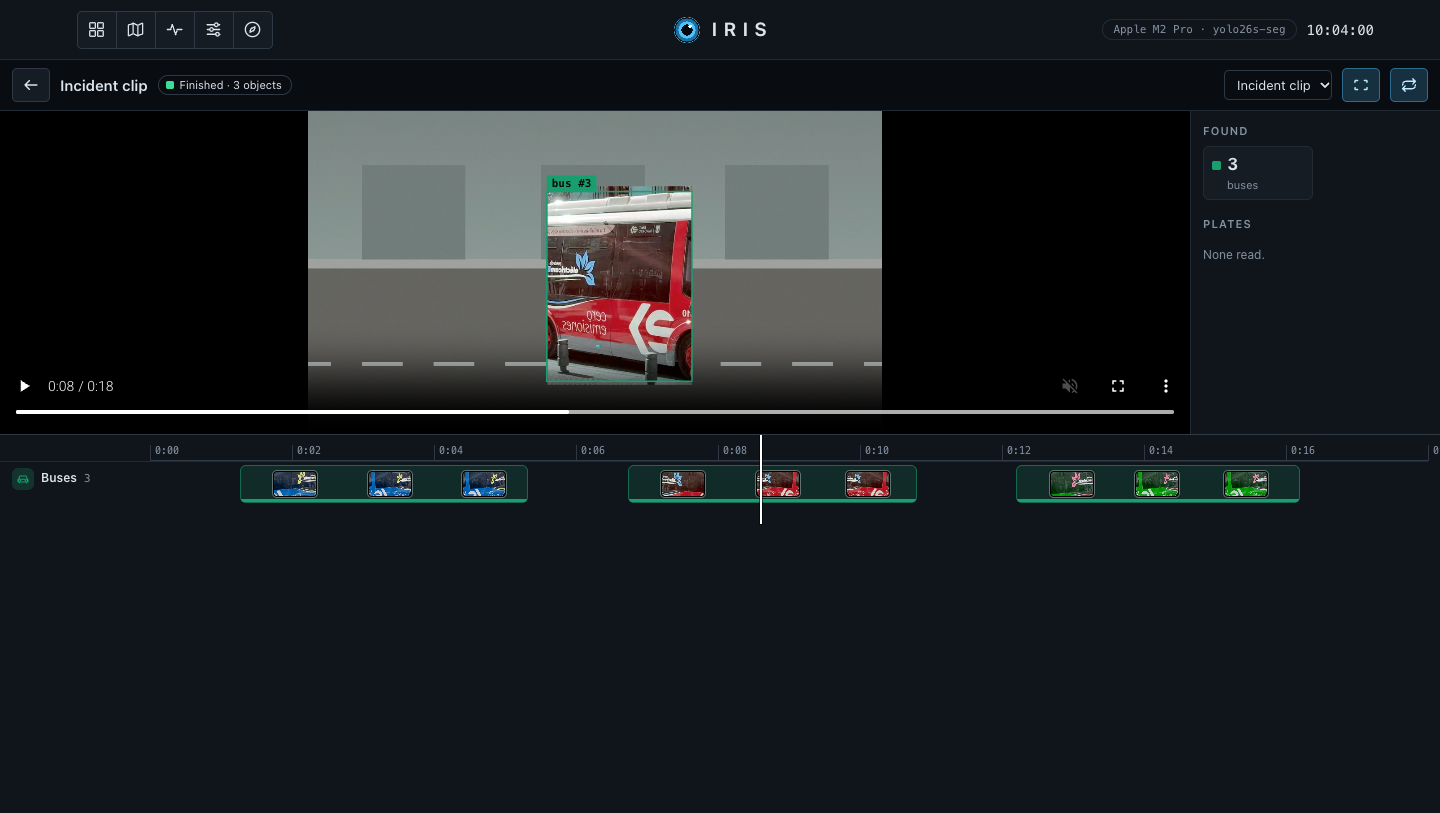 IRIS
Apple M2 Pro · yolo26s-seg
10:04:00
Incident clip
Finished · 3 objects
Incident clip
FOUND
3
buses
PLATES
None read.
bus #3
cero
emisiones
0:08 / 0:18
0:00
0:02
0:04
0:06
0:08
0:10
0:12
0:14
0:16
Buses 3